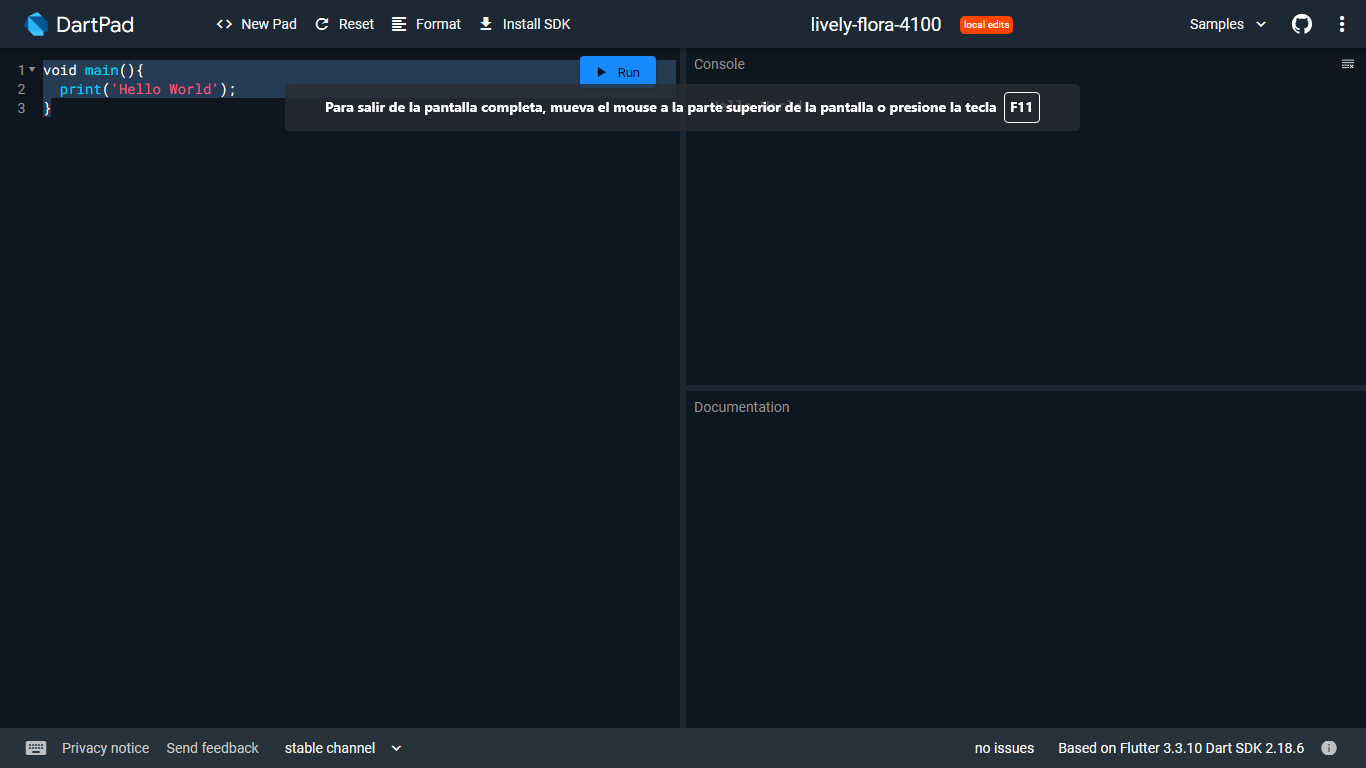 DartPad
<> New Pad
Reset
Format
Install SDK
lively-flora-4100
local edits
Samples
1 void main(){
2 print('Hello World');
3 }
Run
Console
Para salir de la pantalla completa, mueva el mouse a la parte superior de la pantalla o presione la tecla F11
Documentation
Privacy notice
Send feedback
stable channel
no issues
Based on Flutter 3.3.10 Dart SDK 2.18.6